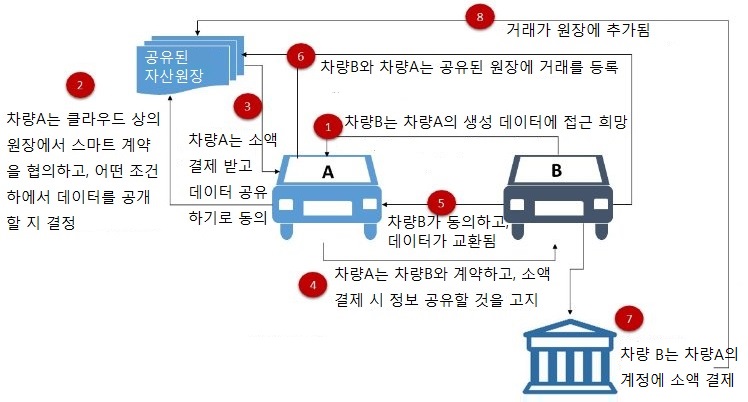 8
거래가 원장에 추가됨
공유된
자산원장
6
차량B와 차량A는 공유된 원장에 거래를 등록
2
차량A는 클라우드 상의
원장에서 스마트 계약
을 협의하고, 어떤 조건
하에서 데이터를 공개
할 지 결정
3
차량A는 소액
결제 받고
데이터 공유
하기로 동의
1
차량B는 차량A의 생성 데이터에 접근 희망
A
B
5
차량B가 동의하고,
데이터가 교환됨
4
차량A는 차량B와 계약하고, 소액
결제 시 정보 공유할 것을 고지
7
차량 B는 차량A의
계정에 소액 결제